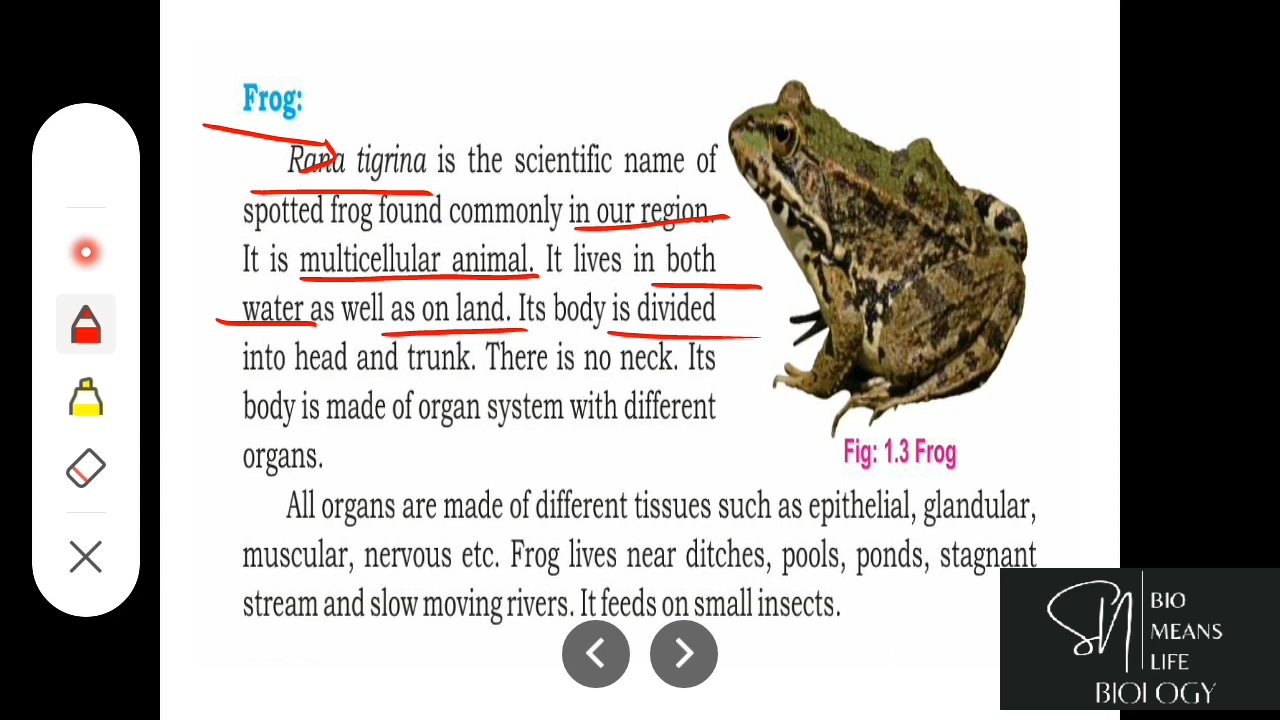 Frog:
Rana tigrina is the scientific name of
spotted frog found commonly in our region.
It is multicellular animal. It lives in both
water as well as on land. Its body is divided
into head and trunk. There is no neck. Its
body is made of organ system with different
organs.
Fig: 1.3 Frog
All organs are made of different tissues such as epithelial, glandular,
muscular, nervous etc. Frog lives near ditches, pools, ponds, stagnant
stream and slow moving rivers. It feeds on small insects.
SN
BIO
MEANS
LIFE
BIOLOGY